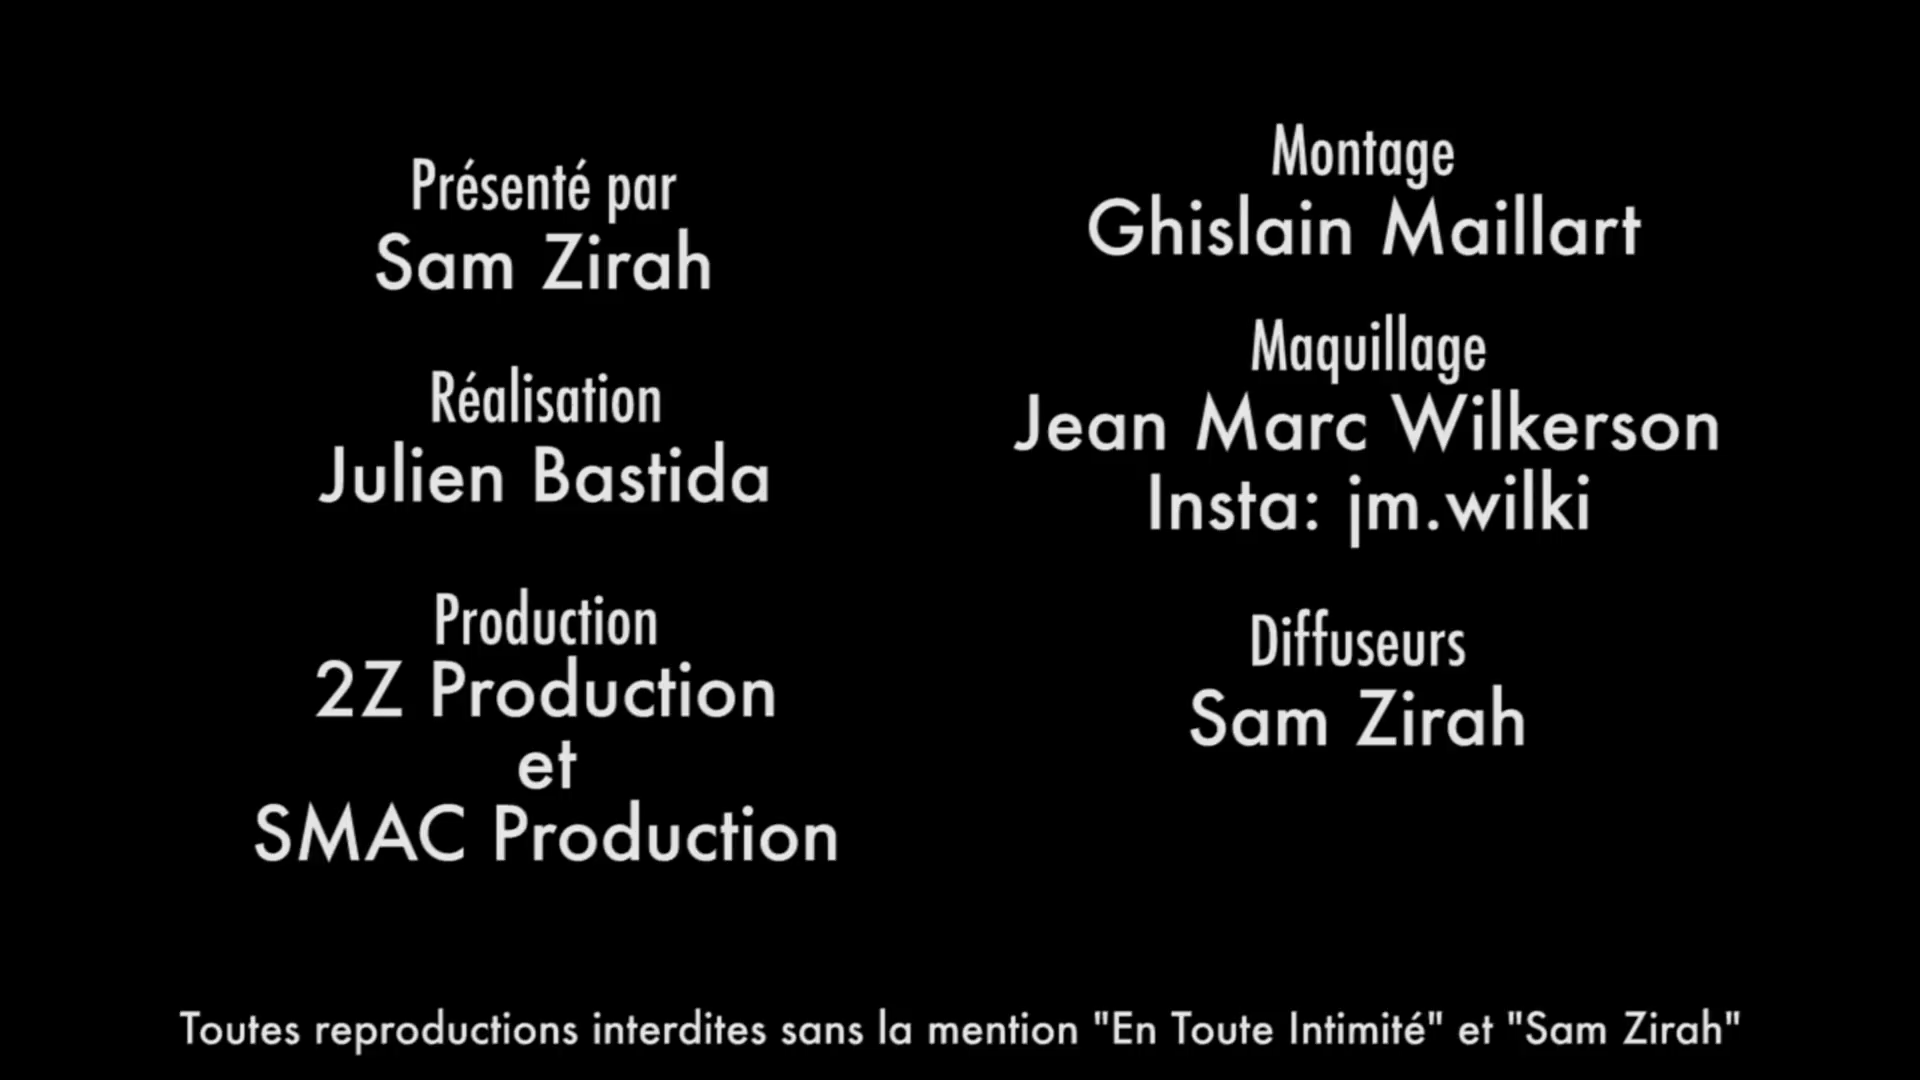 Présenté par
Sam Zirah
Réalisation
Julien Bastida
Production
2Z Production
et
SMAC Production
Montage
Ghislain Maillart
Maquillage
Jean Marc Wilkerson
Insta: jm.wilki
Diffuseurs
Sam Zirah
Toutes reproductions interdites sans la mention "En Toute Intimité" et "Sam Zirah"